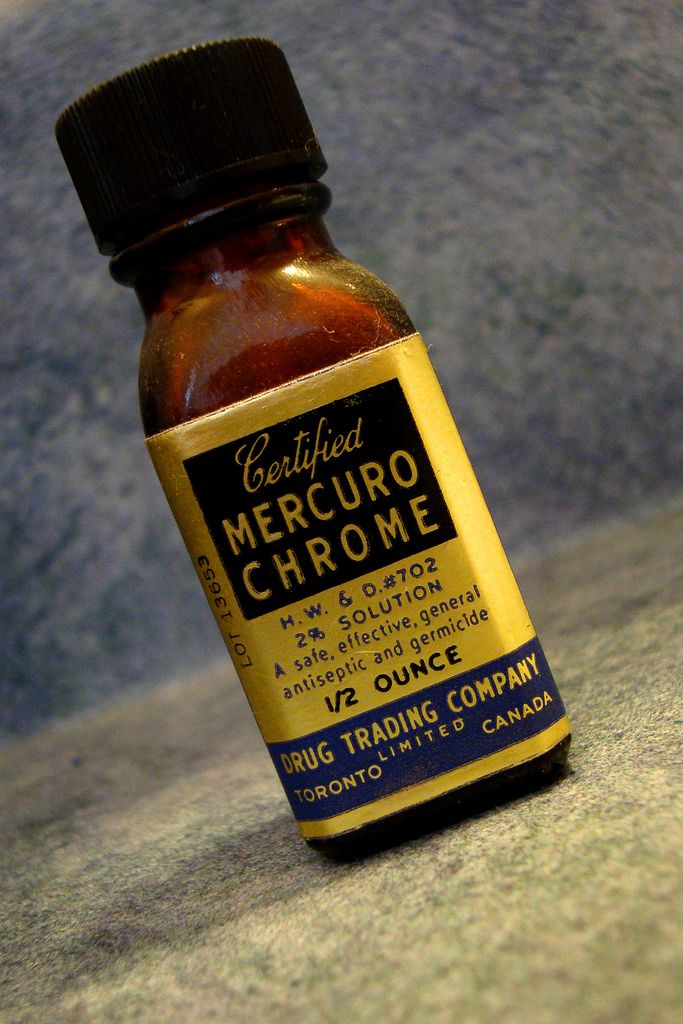 Certified
MERCURO
CHROME
H.W. & D.#702
2% SOLUTION
A safe, effective, general
antiseptic and germicide
1/2 OUNCE
DRUG TRADING COMPANY
LIMITED
TORONTO CANADA
LOT 13653